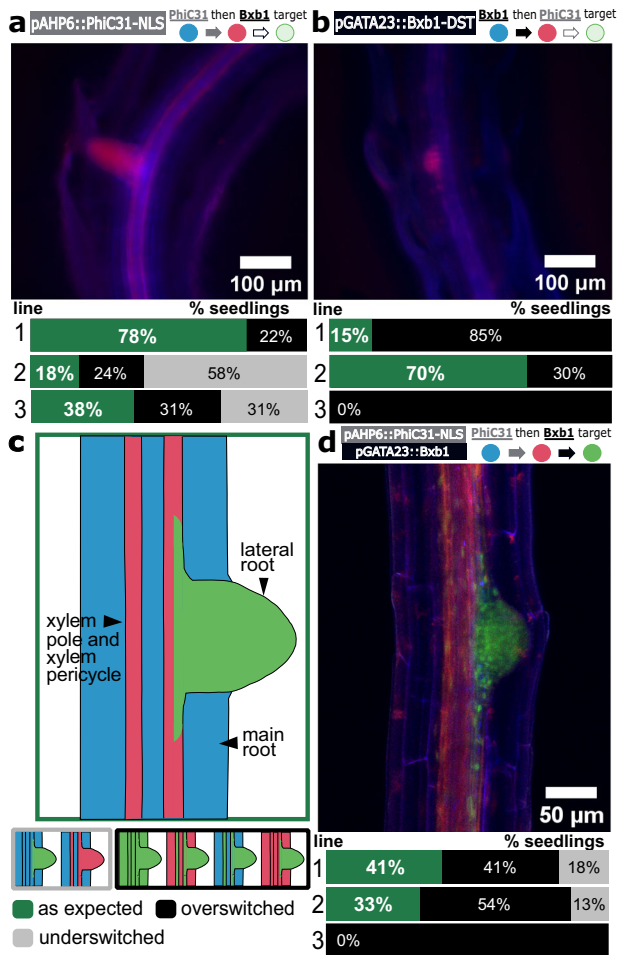 a pAHP6::PhiC31-NLS PhiC31 then Bxb1 target
100 µm
line % seedlings
1 78% 22%
2 18% 24% 58%
3 38% 31% 31%
b pGATA23::Bxb1-DST Bxb1 then PhiC31 target
100 µm
line % seedlings
1 15% 85%
2 70% 30%
3 0%
c
lateral
root
xylem
pole and
xylem
pericycle
main
root
as expected overswitched
underswitched
d pAHP6::PhiC31-NLS PhiC31 then Bxb1 target
pGATA23::Bxb1
50 µm
line % seedlings
1 41% 41% 18%
2 33% 54% 13%
3 0%